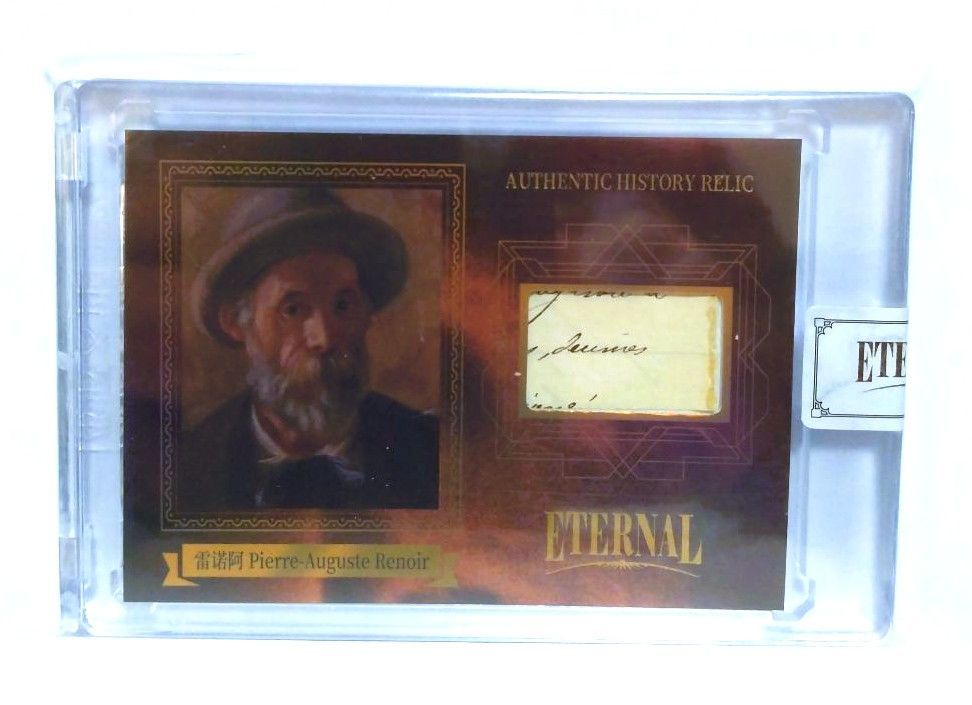 AUTHENTIC HISTORY RELIC
ETERNAL
雷诺阿 Pierre-Auguste Renoir
ETE